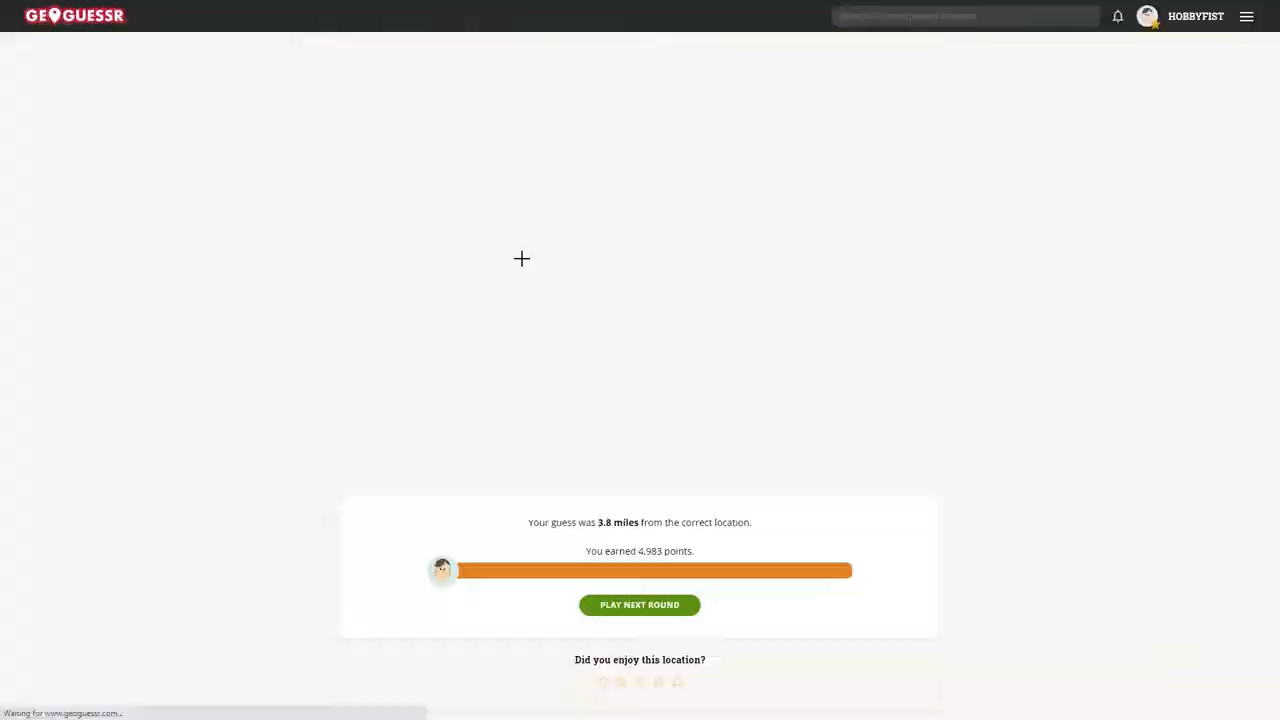 GEOGUESSR
HOBBYFIST
Your guess was 3.8 miles from the correct location.
You earned 4,983 points.
PLAY NEXT ROUND
Did you enjoy this location?
Waiting for www.geoguessr.com...